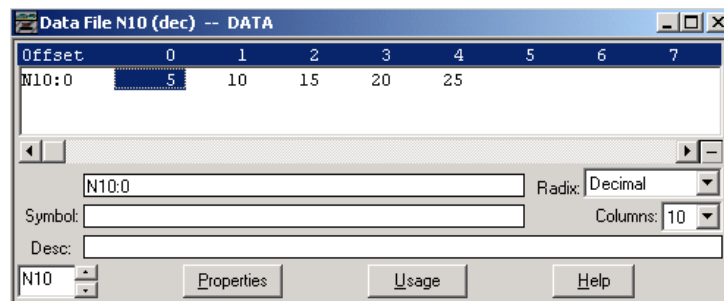 Data File N10 (dec) -- DATA
Offset 0 1 2 3 4 5 6 7
N10:0 5 10 15 20 25
N10:0
Radix: Decimal
Symbol:
Columns: 10
Desc:
N10 Properties Usage Help